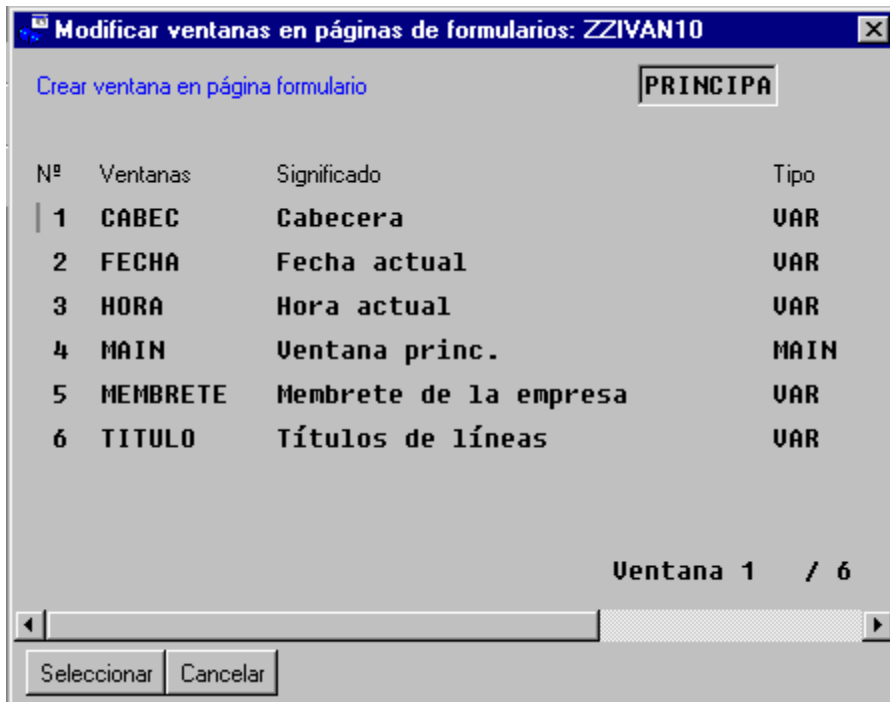 Modificar ventanas en páginas de formularios: ZZIVAN10
Crear ventana en página formulario PRINCIPA
Nº Ventanas Significado Tipo
1 CABEC Cabecera VAR
2 FECHA Fecha actual VAR
3 HORA Hora actual VAR
4 MAIN Ventana princ. MAIN
5 MEMBRETE Membrete de la empresa VAR
6 TITULO Títulos de líneas VAR
Ventana 1 / 6
Seleccionar Cancelar